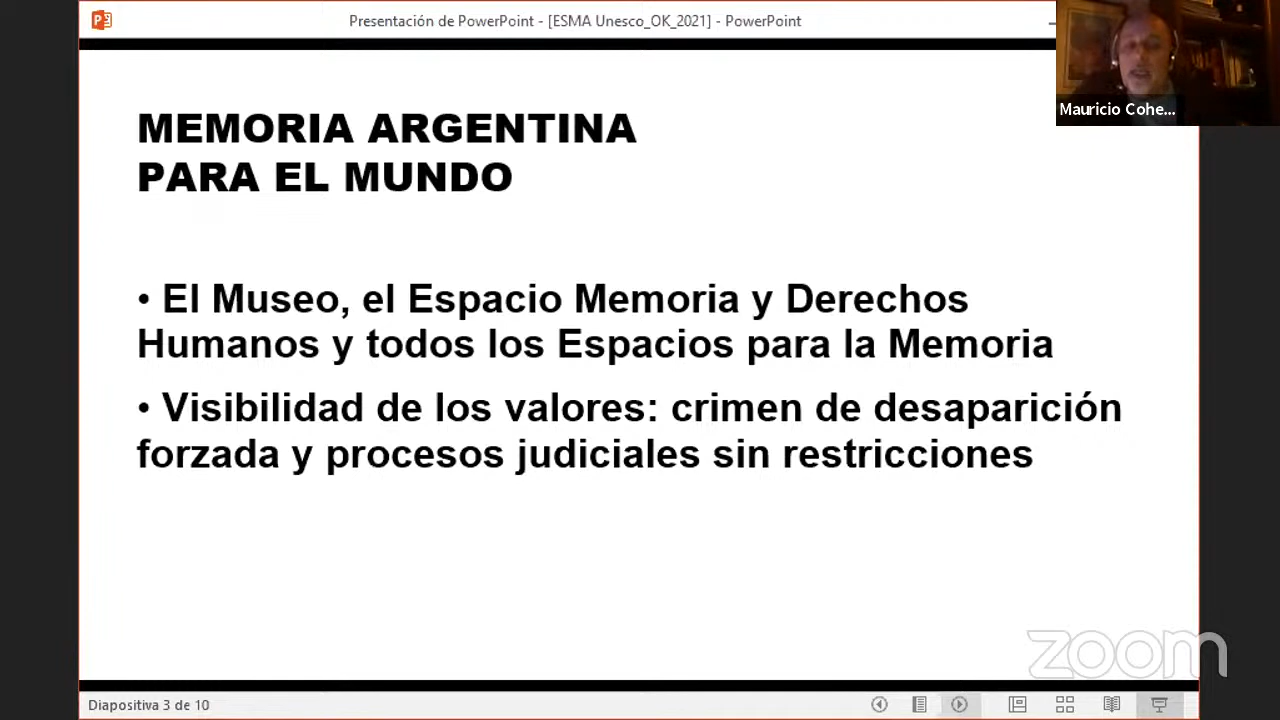 Presentación de PowerPoint - [ESMA Unesco_OK_2021] - PowerPoint
Mauricio Cohe...
MEMORIA ARGENTINA
PARA EL MUNDO
• El Museo, el Espacio Memoria y Derechos
Humanos y todos los Espacios para la Memoria
• Visibilidad de los valores: crimen de desaparición
forzada y procesos judiciales sin restricciones
zoom
Diapositiva 3 de 10